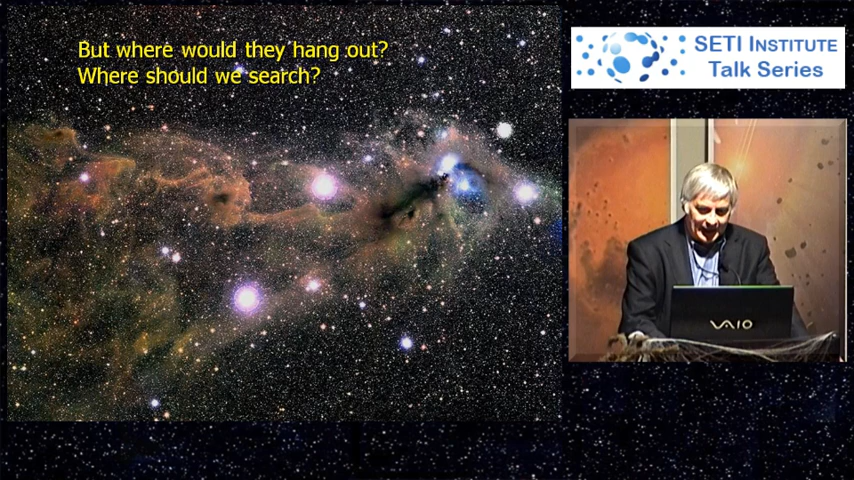 But where would they hang out?
Where should we search?
SETI INSTITUTE
Talk Series
VAIO